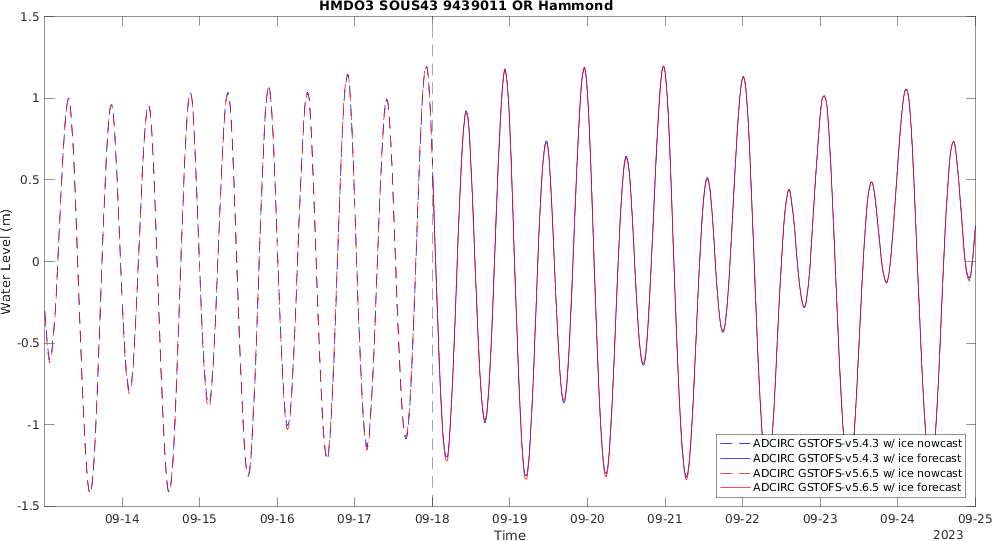 HMDO3 SOUS43 9439011 OR Hammond
1.5
1
0.5
0
-0.5
-1
-1.5
Water Level (m)
ADCIRC GSTOFS-v5.4.3 w/ ice nowcast
ADCIRC GSTOFS-v5.4.3 w/ ice forecast
ADCIRC GSTOFS-v5.6.5 w/ ice nowcast
ADCIRC GSTOFS-v5.6.5 w/ ice forecast
09-14 09-15 09-16 09-17 09-18 09-19 09-20 09-21 09-22 09-23 09-24 09-25
Time
2023